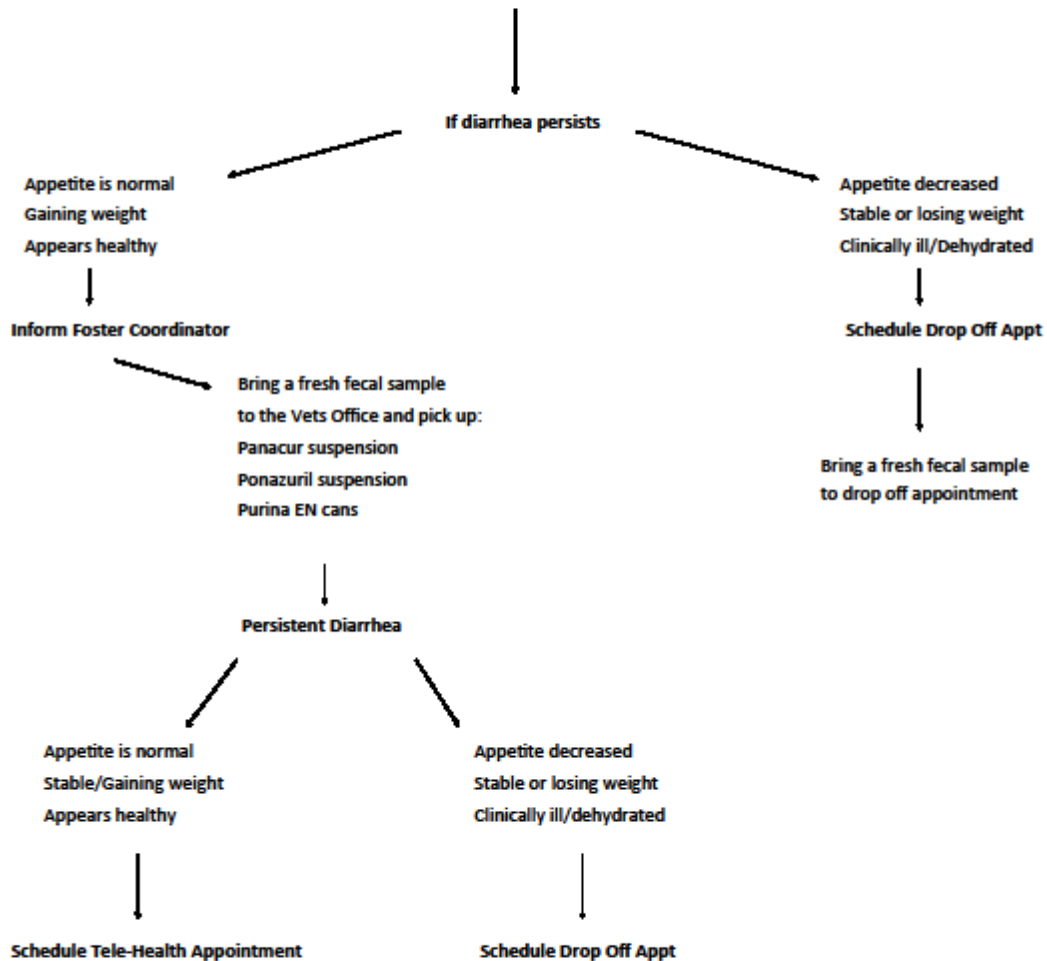 If diarrhea persists
Appetite is normal
Gaining weight
Appears healthy
Appetite decreased
Stable or losing weight
Clinically ill/Dehydrated
Inform Foster Coordinator
Schedule Drop Off Appt
Bring a fresh fecal sample
to the Vets Office and pick up:
Panacur suspension
Ponazuril suspension
Purina EN cans
Bring a fresh fecal sample
to drop off appointment
Persistent Diarrhea
Appetite is normal
Stable/Gaining weight
Appears healthy
Appetite decreased
Stable or losing weight
Clinically ill/dehydrated
Schedule Tele-Health Appointment
Schedule Drop Off Appt